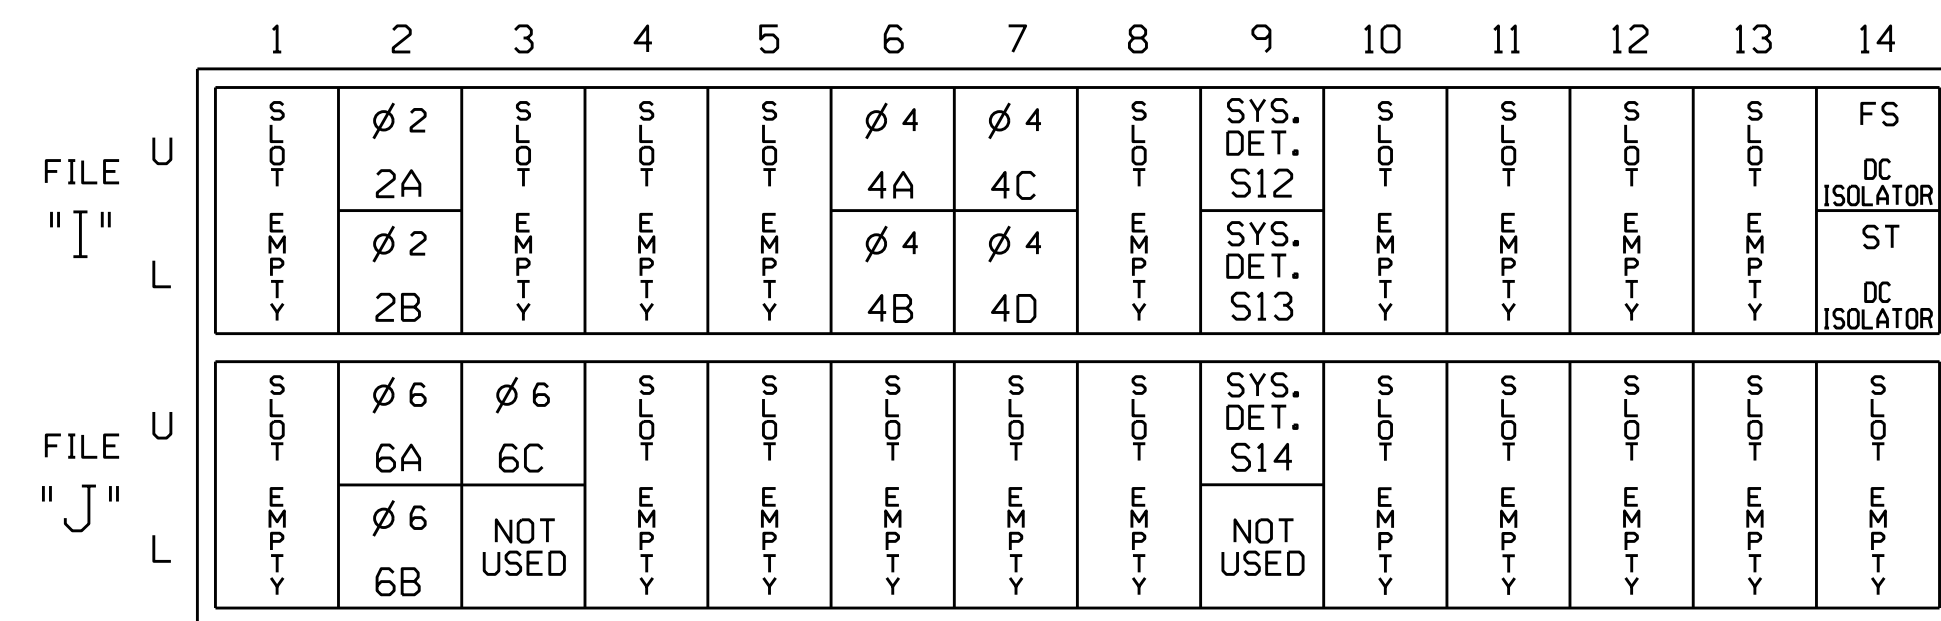 1 2 3 4 5 6 7 8 9 10 11 12 13 14
FILE "I"
U
L
SLOT EMPTY
Ø 2
2A
Ø 2
2B
SLOT EMPTY
SLOT EMPTY
SLOT EMPTY
Ø 4
4A
Ø 4
4B
Ø 4
4C
Ø 4
4D
SLOT EMPTY
SYS.
DET.
S12
SYS.
DET.
S13
SLOT EMPTY
SLOT EMPTY
SLOT EMPTY
SLOT EMPTY
FS
DC
ISOLATOR
ST
DC
ISOLATOR
FILE "J"
U
L
SLOT EMPTY
Ø 6
6A
Ø 6
6B
Ø 6
6C
NOT
USED
SLOT EMPTY
SLOT EMPTY
SLOT EMPTY
SLOT EMPTY
SLOT EMPTY
SYS.
DET.
S14
NOT
USED
SLOT EMPTY
SLOT EMPTY
SLOT EMPTY
SLOT EMPTY
SLOT EMPTY